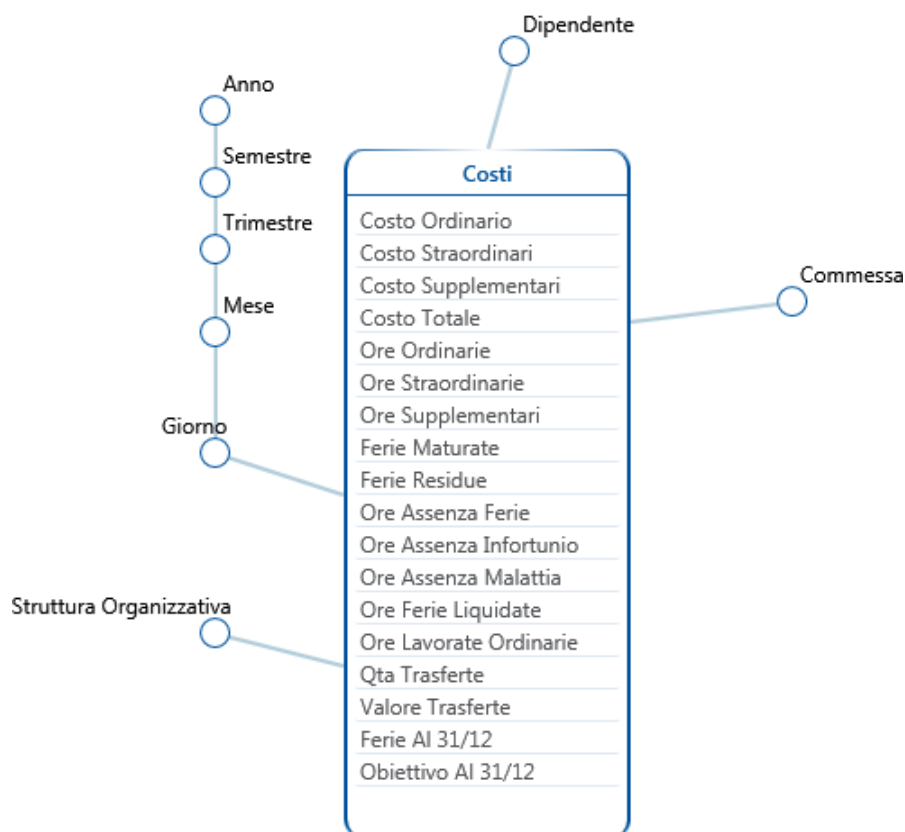 Dipendente
Anno
Semestre
Trimestre
Mese
Giorno
Struttura Organizzativa
Costi
Costo Ordinario
Costo Straordinari
Costo Supplementari
Costo Totale
Ore Ordinarie
Ore Straordinarie
Ore Supplementari
Ferie Maturate
Ferie Residue
Ore Assenza Ferie
Ore Assenza Infortunio
Ore Assenza Malattia
Ore Ferie Liquidate
Ore Lavorate Ordinarie
Qta Trasferte
Valore Trasferte
Ferie Al 31/12
Obiettivo Al 31/12
Commessa